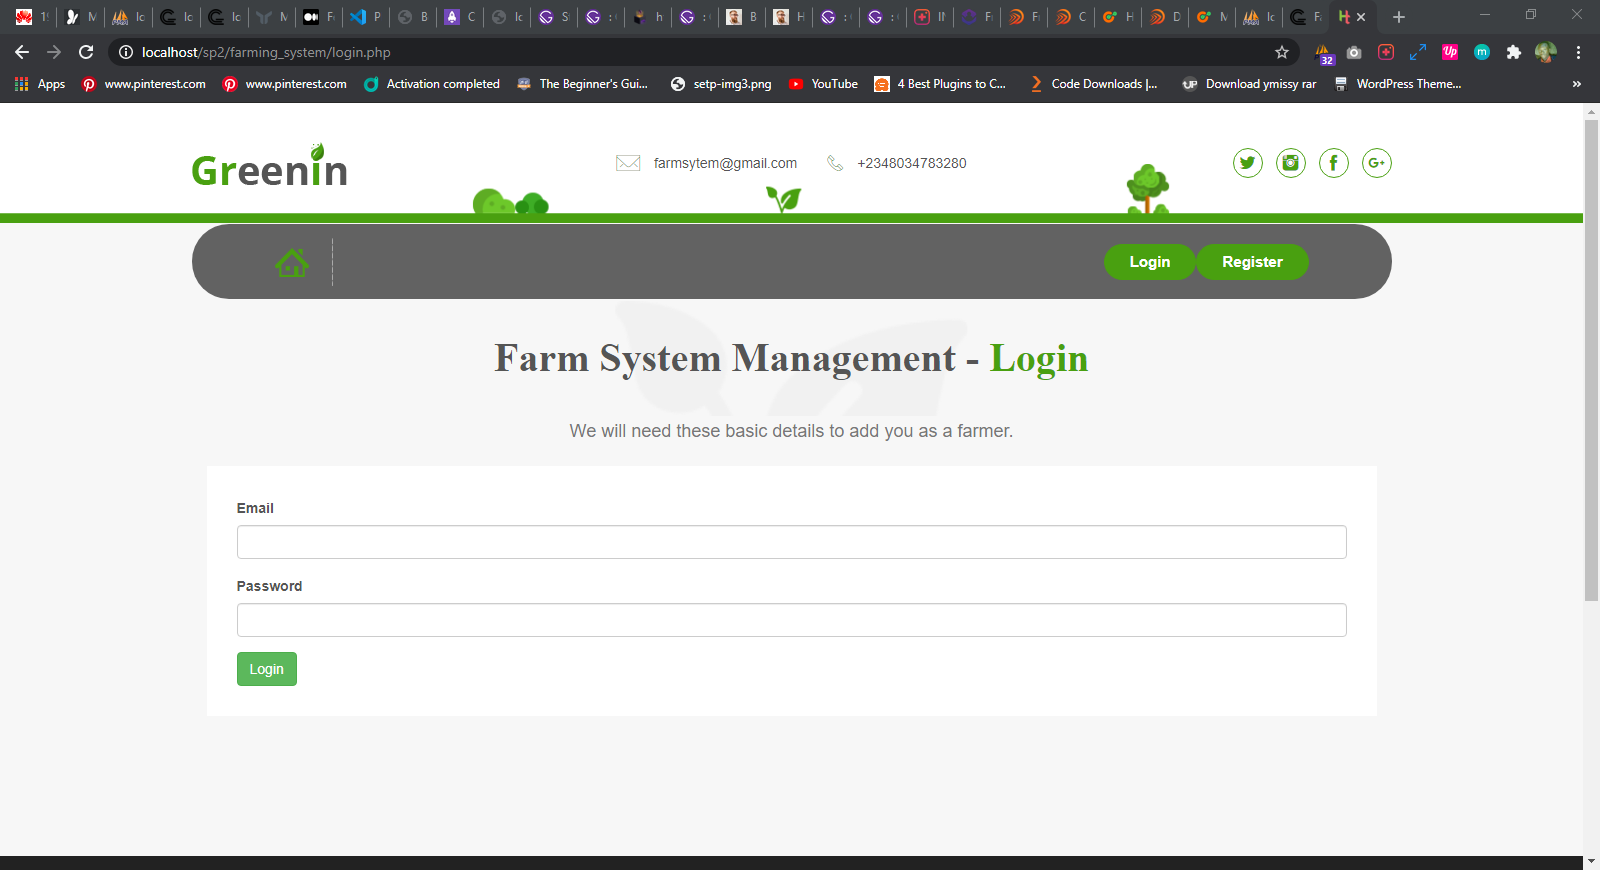 localhost/sp2/farming_system/login.php
32
Apps
www.pinterest.com
www.pinterest.com
Activation completed
The Beginner's Gui...
setp-img3.png
YouTube
4 Best Plugins to C...
Code Downloads |...
Download ymissy rar
WordPress Theme...
»
Greenin
farmsytem@gmail.com
+2348034783280
G+
Login
Register
Farm System Management - Login
We will need these basic details to add you as a farmer.
Email
Password
Login